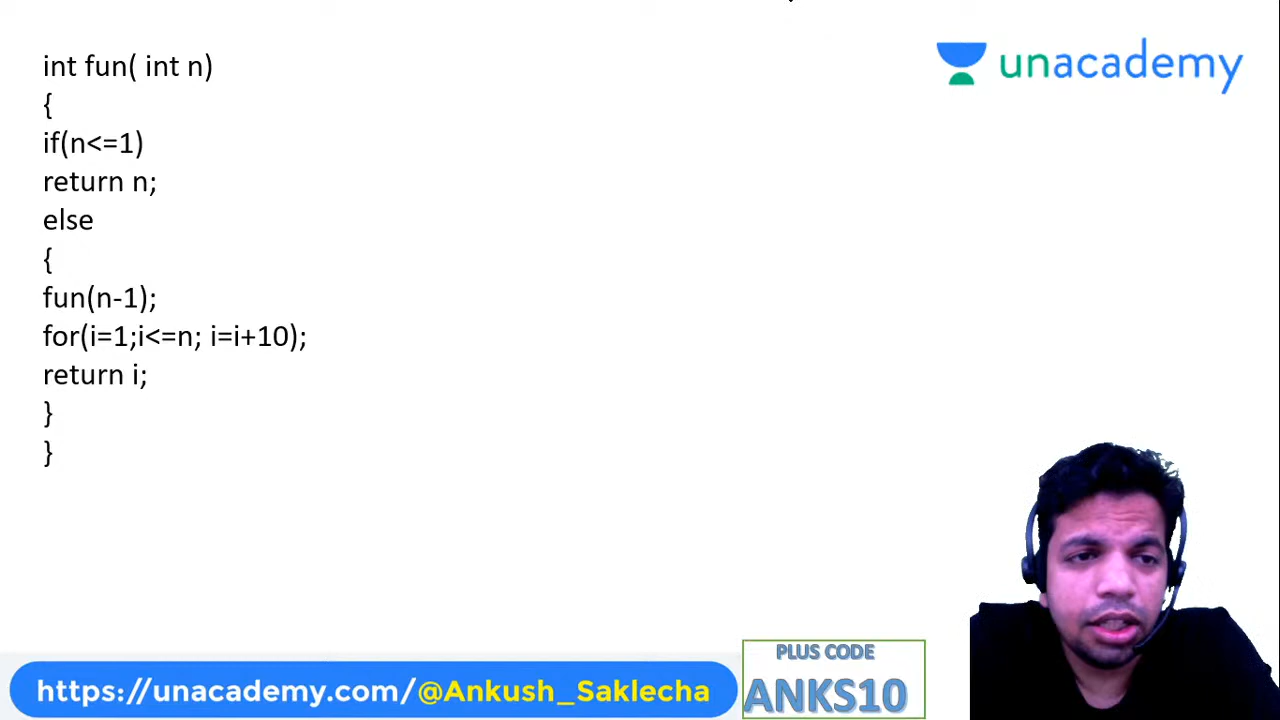 unacademy
int fun( int n)
{
if(n<=1)
return n;
else
{
fun(n-1);
for(i=1;i<=n; i=i+10);
return i;
}
}
https://unacademy.com/@Ankush_Saklecha
PLUS CODE
ANKS10